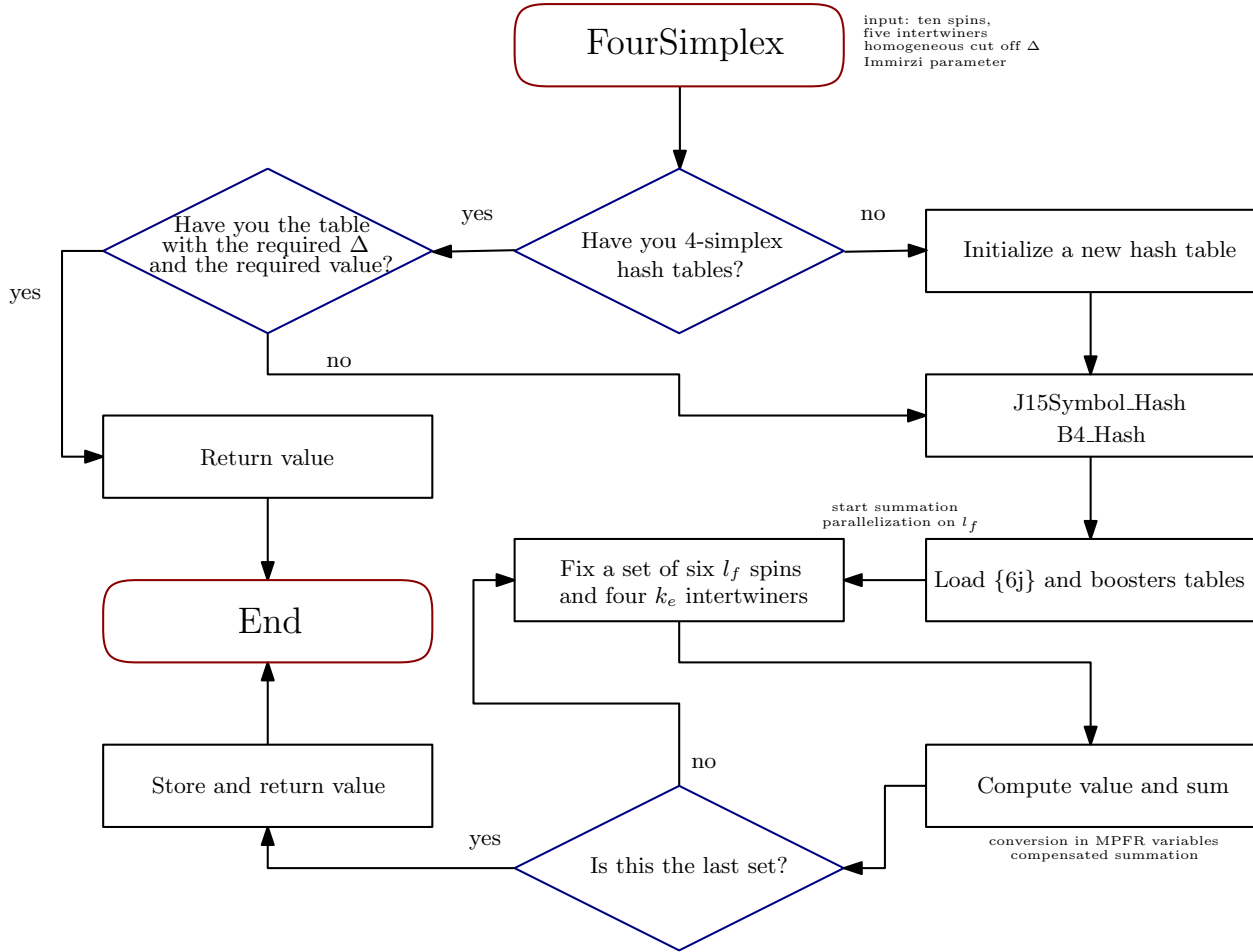 FourSimplex
input: ten spins,
five intertwiners
homogeneous cut off Δ
Immirzi parameter
Have you the table
with the required Δ
and the required value?
yes
Have you 4-simplex
hash tables?
no
Initialize a new hash table
yes
no
J15Symbol_Hash
B4_Hash
Return value
start summation
parallelization on l_f
Fix a set of six l_f spins
and four k_e intertwiners
Load {6j} and boosters tables
End
no
Store and return value
Compute value and sum
conversion in MPFR variables
compensated summation
yes
Is this the last set?